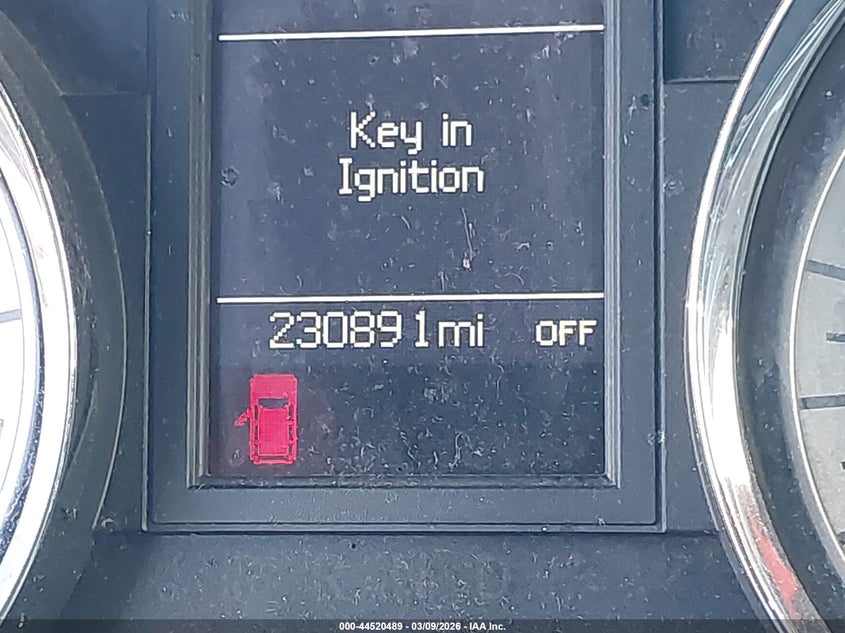 Key in
Ignition
230891mi OFF
000-44520489 - 03/09/2026 - IAA Inc.